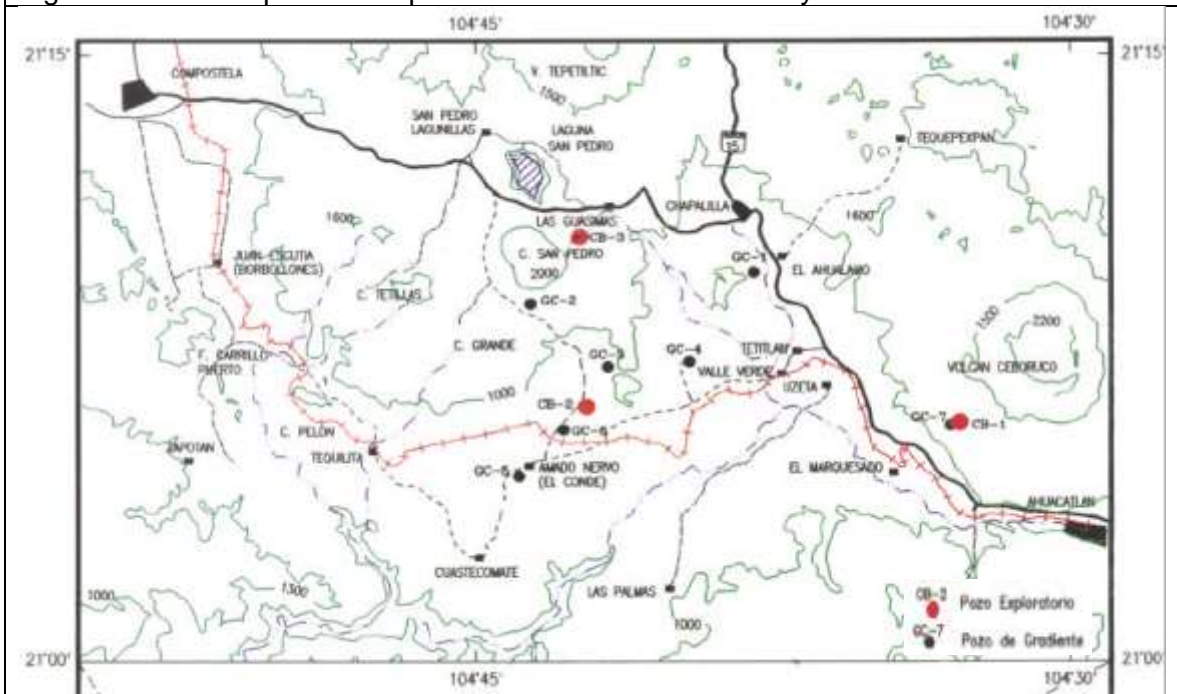 104°45'
104°30'
21°15'
21°15'
COMPOSTELA
V. TEPETILTIC
1500
SAN PEDRO
LAGUNILLAS
LAGUNA
SAN PEDRO
15
TEQUEPEXPAN
1600
1600
LAS GUASIMAS
CHAPALILLA
CB-3
C. SAN PEDRO
2000
JUAN ESCUTIA
(BORBOLLONES)
C. TETILLAS
GC-1
EL AHUALAMO
GC-2
1500
2200
VOLCAN CEBORUCO
C. GRANDE
GC-3
GC-4
TETITLAN
VALLE VERDE
UZETA
F. CARRILLO
PUERTO
1000
CB-2
GC-7
CB-1
C. PELON
GC-6
ZAPOTAN
TEQUILITA
GC-5
AMADO NERVO
(EL CONDE)
EL MARQUESADO
AHUACATLAN
CUASTECOMATE
LAS PALMAS
1000
1300
1000
CB-2
Pozo Exploratorio
GC-7
Pozo de Gradiente
21°00'
21°00'
104°45'
104°30'